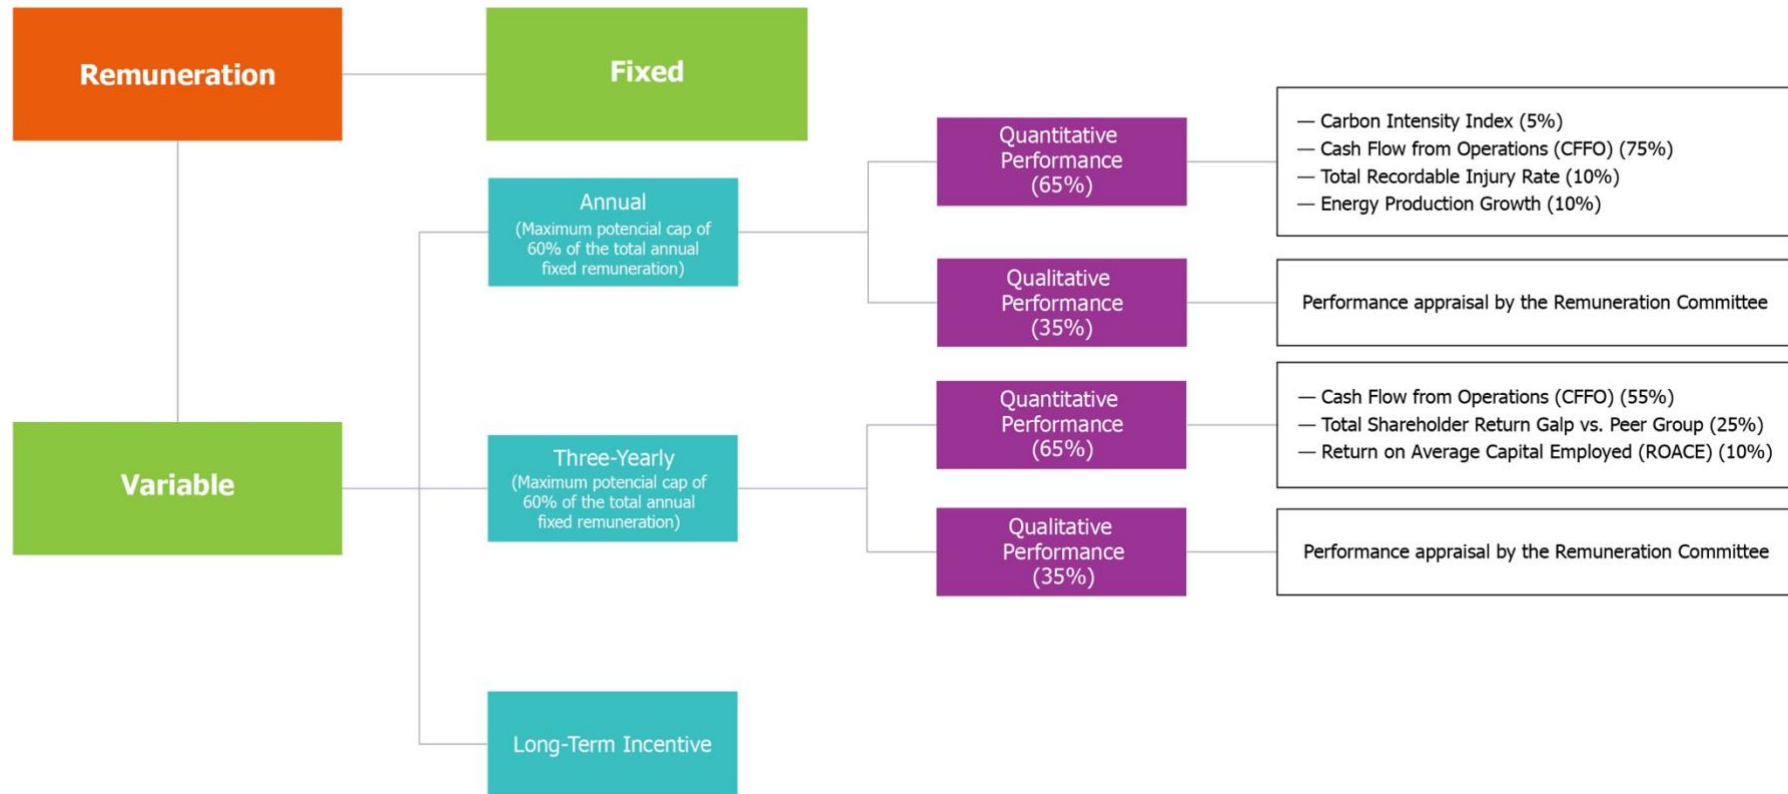 Remuneration
Fixed
Quantitative
Performance
(65%)
— Carbon Intensity Index (5%)
— Cash Flow from Operations (CFFO) (75%)
— Total Recordable Injury Rate (10%)
— Energy Production Growth (10%)
Annual
(Maximum potencial cap of
60% of the total annual
fixed remuneration)
Qualitative
Performance
(35%)
Performance appraisal by the Remuneration Committee
Variable
Three-Yearly
(Maximum potencial cap of
60% of the total annual
fixed remuneration)
Quantitative
Performance
(65%)
— Cash Flow from Operations (CFFO) (55%)
— Total Shareholder Return Galp vs. Peer Group (25%)
— Return on Average Capital Employed (ROACE) (10%)
Qualitative
Performance
(35%)
Performance appraisal by the Remuneration Committee
Long-Term Incentive